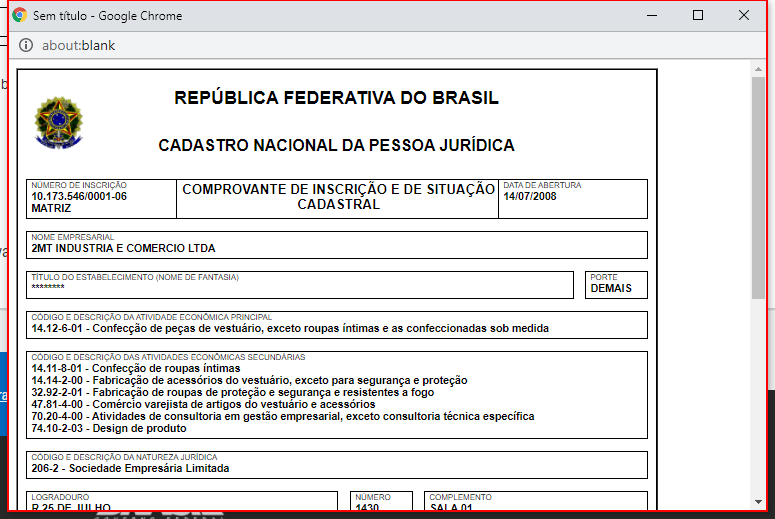 Sem título - Google Chrome
about:blank
REPÚBLICA FEDERATIVA DO BRASIL
CADASTRO NACIONAL DA PESSOA JURÍDICA
NÚMERO DE INSCRIÇÃO
10.173.546/0001-06
MATRIZ
COMPROVANTE DE INSCRIÇÃO E DE SITUAÇÃO
CADASTRAL
DATA DE ABERTURA
14/07/2008
NOME EMPRESARIAL
2MT INDUSTRIA E COMERCIO LTDA
TÍTULO DO ESTABELECIMENTO (NOME DE FANTASIA)
********
PORTE
DEMAIS
CÓDIGO E DESCRIÇÃO DA ATIVIDADE ECONÔMICA PRINCIPAL
14.12-6-01 - Confecção de peças de vestuário, exceto roupas íntimas e as confeccionadas sob medida
CÓDIGO E DESCRIÇÃO DAS ATIVIDADES ECONÔMICAS SECUNDÁRIAS
14.11-8-01 - Confecção de roupas íntimas
14.14-2-00 - Fabricação de acessórios do vestuário, exceto para segurança e proteção
32.92-2-01 - Fabricação de roupas de proteção e segurança e resistentes a fogo
47.81-4-00 - Comércio varejista de artigos do vestuário e acessórios
70.20-4-00 - Atividades de consultoria em gestão empresarial, exceto consultoria técnica específica
74.10-2-03 - Design de produto
CÓDIGO E DESCRIÇÃO DA NATUREZA JURÍDICA
206-2 - Sociedade Empresária Limitada
LOGRADOURO
R 25 DE JULHO
NÚMERO
1430
COMPLEMENTO
SALA 01